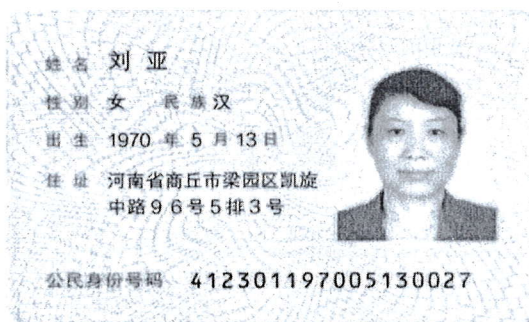 姓名 刘亚
性别 女 民族 汉
出生 1970 年 5 月 13 日
住址 河南省商丘市梁园区凯旋
中路96号5排3号
公民身份号码 412301197005130027